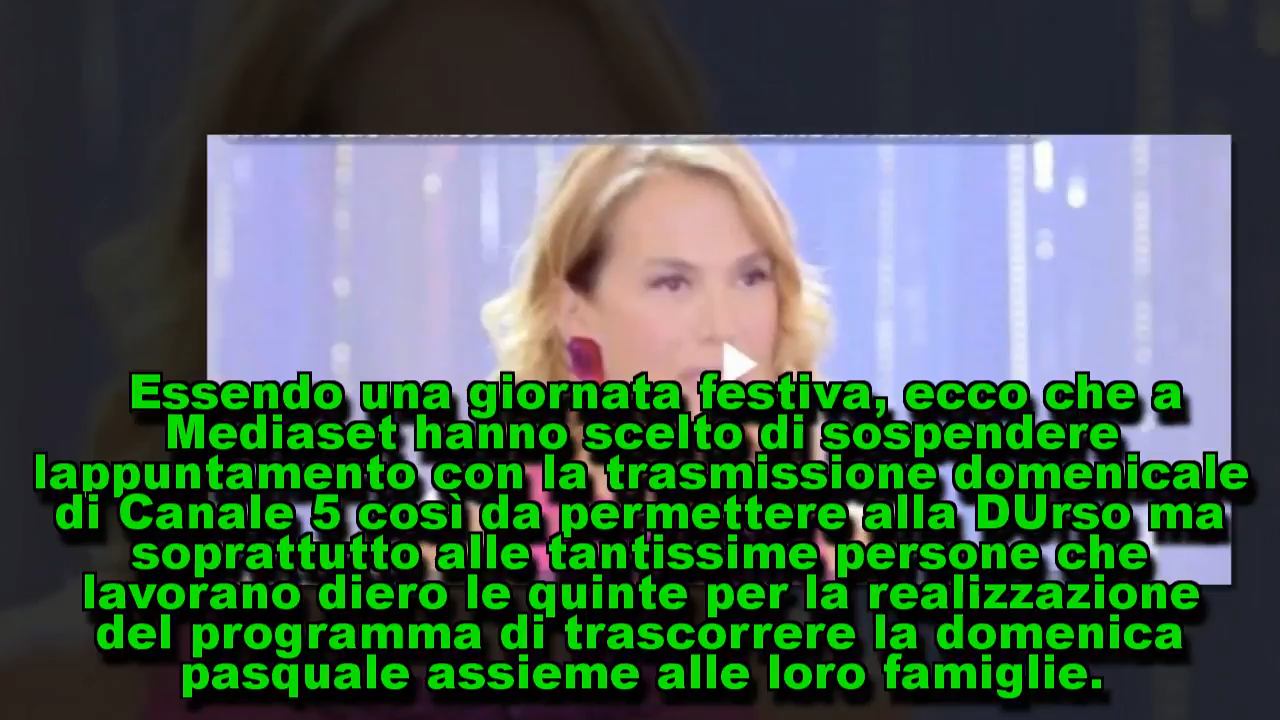 Essendo una giornata festiva, ecco che a
Mediaset hanno scelto di sospendere
lappuntamento con la trasmissione domenicale
di Canale 5 così da permettere alla DUrso ma
soprattutto alle tantissime persone che
lavorano diero le quinte per la realizzazione
del programma di trascorrere la domenica
pasquale assieme alle loro famiglie.